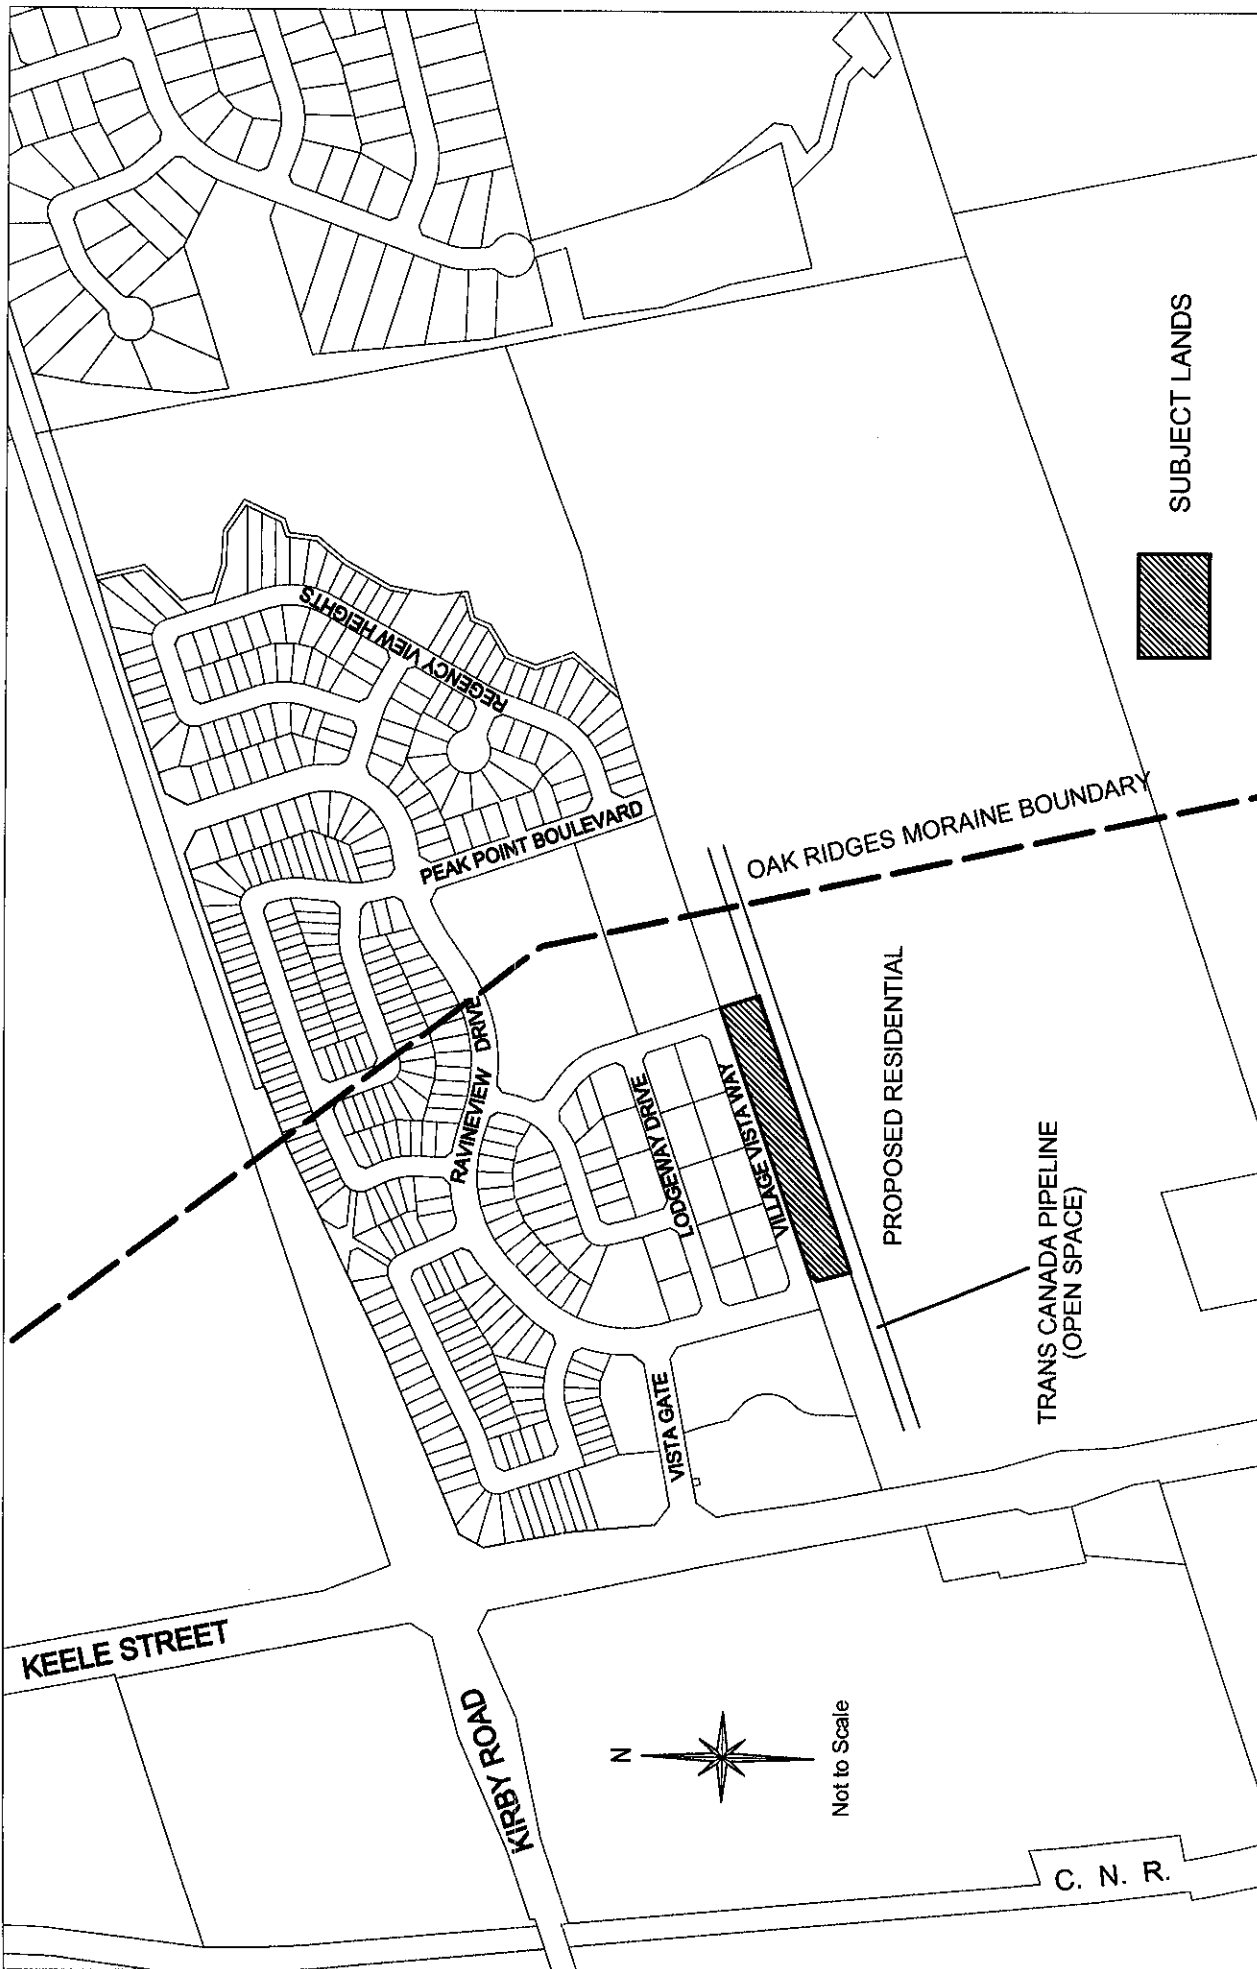 REGENCY VIEW HEIGHTS
PEAK POINT BOULEVARD
RAVINEVIEW DRIVE
LODGEWAY DRIVE
VILLAGE VISTA WAY
VISTA GATE
KEELE STREET
KIRBY ROAD
OAK RIDGES MORAINE BOUNDARY
PROPOSED RESIDENTIAL
TRANS CANADA PIPELINE
(OPEN SPACE)
SUBJECT LANDS
N
Not to Scale
C. N. R.